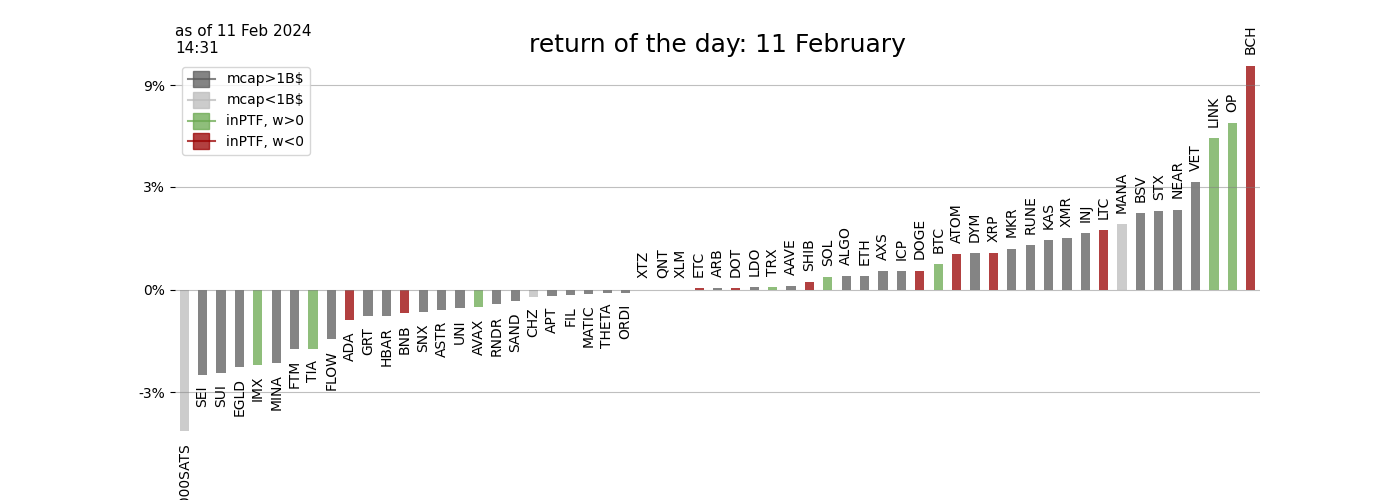 as of 11 Feb 2024
14:31
return of the day: 11 February
mcap>1B$
mcap<1B$
inPTF, w>0
inPTF, w<0
9%
3%
0%
-3%
000SATS
SEI
SUI
EGLD
IMX
MINA
FTM
TIA
FLOW
ADA
GRT
HBAR
BNB
SNX
ASTR
UNI
AVAX
RNDR
SAND
CHZ
APT
FIL
MATIC
THETA
ORDI
XTZ
QNT
XLM
ETC
ARB
DOT
LDO
TRX
AAVE
SHIB
SOL
ALGO
ETH
AXS
ICP
DOGE
BTC
ATOM
DYM
XRP
MKR
RUNE
KAS
XMR
INJ
LTC
MANA
BSV
STX
NEAR
VET
LINK
OP
BCH